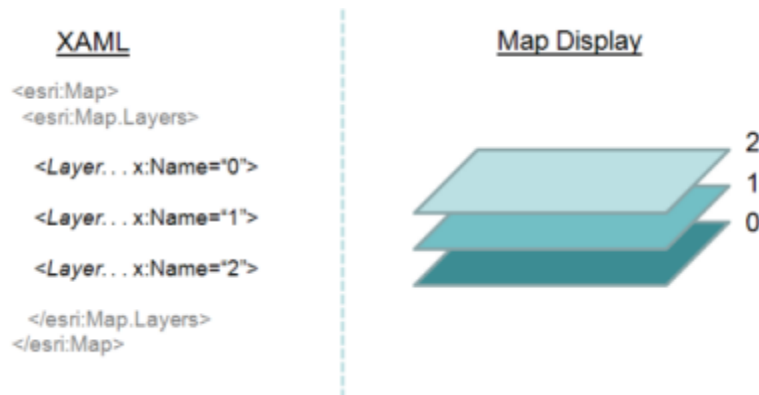 XAML
<esri:Map>
<esri:Map.Layers>
<Layer. . . x:Name=“0”>
<Layer. . . x:Name=“1”>
<Layer. . . x:Name=“2”>
</esri:Map.Layers>
</esri:Map>
Map Display
2
1
0